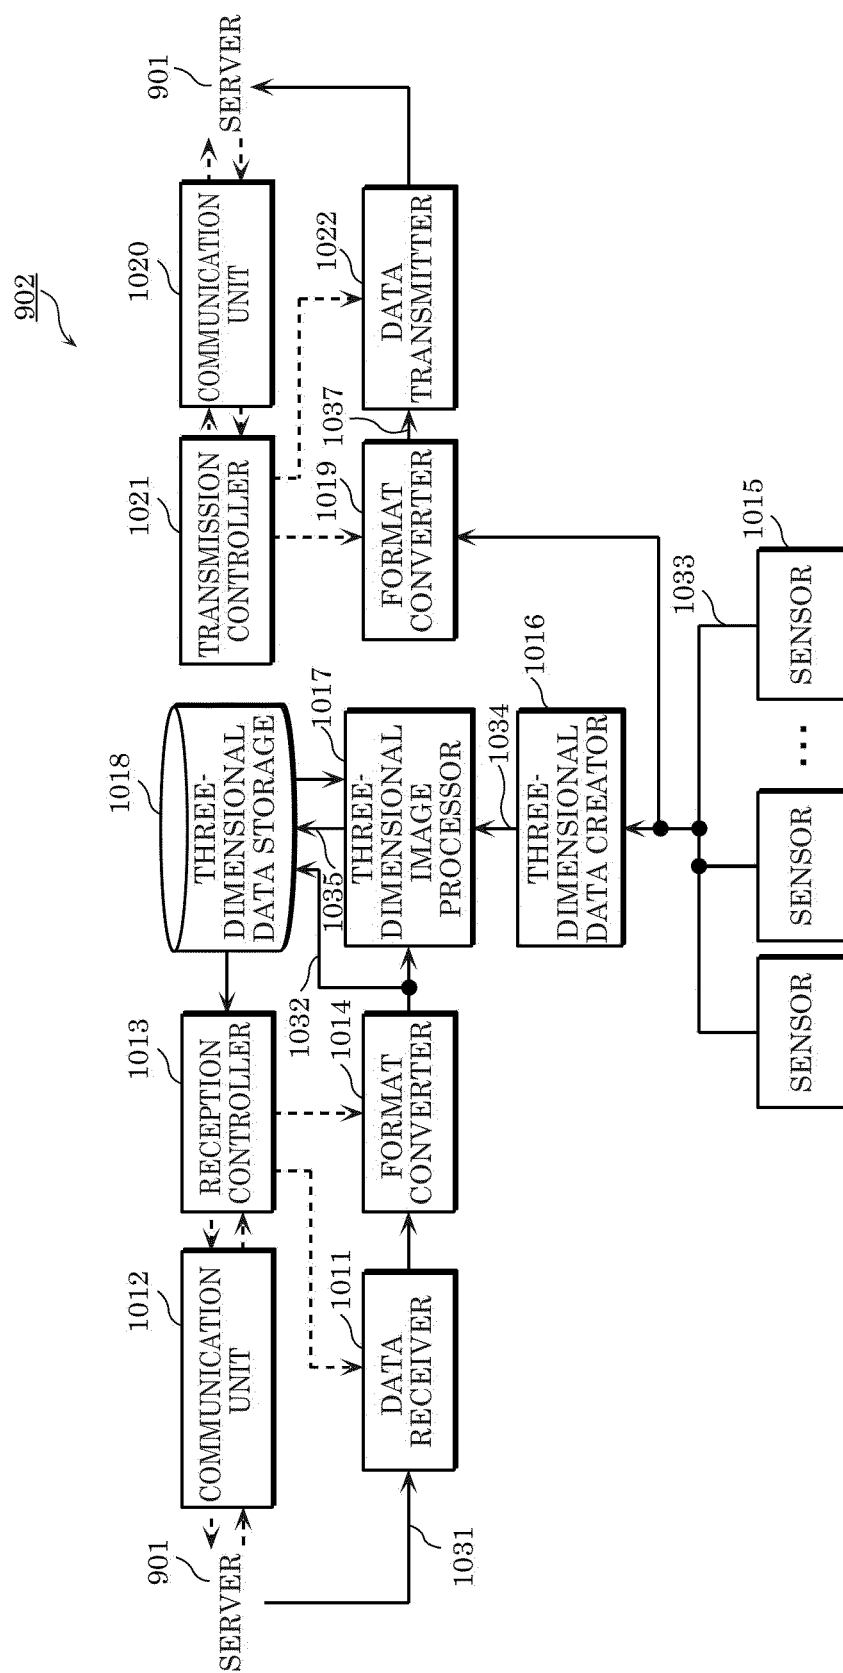 902
901
SERVER
1012
COMMUNICATION
UNIT
1013
RECEPTION
CONTROLLER
1018
THREE-
DIMENSIONAL
DATA STORAGE
1021
TRANSMISSION
CONTROLLER
1020
COMMUNICATION
UNIT
901
SERVER
1031
1011
DATA
RECEIVER
1014
FORMAT
CONVERTER
1032
1035
1017
THREE-
DIMENSIONAL
IMAGE
PROCESSOR
1019
FORMAT
CONVERTER
1037
1022
DATA
TRANSMITTER
1034
1016
THREE-
DIMENSIONAL
DATA CREATOR
1033
1015
SENSOR
SENSOR
...
SENSOR